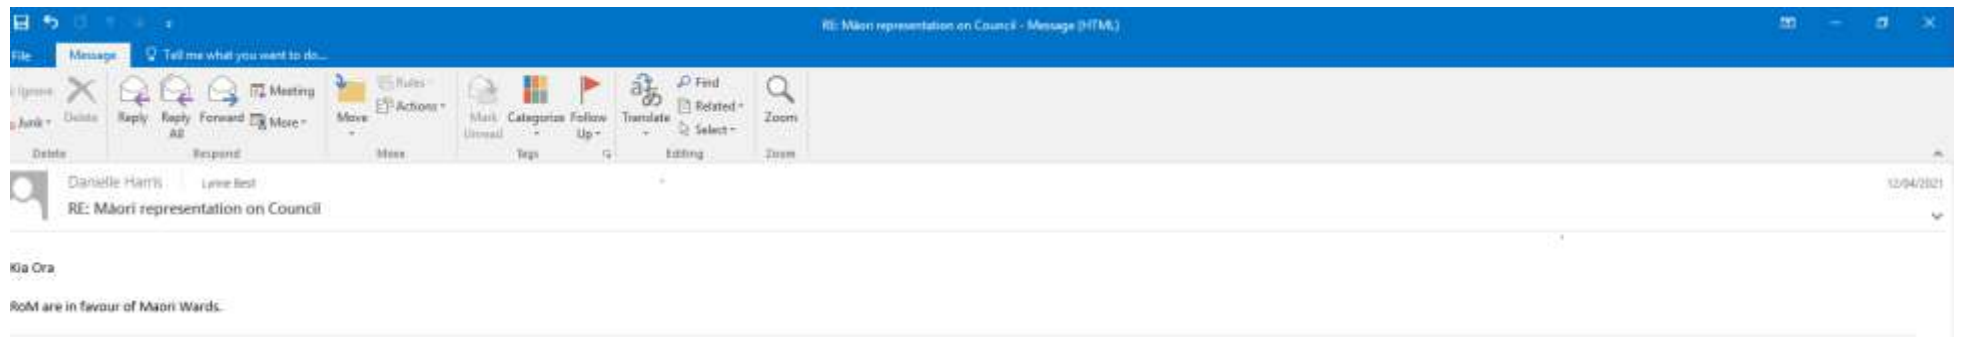 RE: Māori representation on Council - Message (HTML)
File Message Tell me what you want to do...
Ignore Delete Reply Reply All Forward Meeting Move Rules Mark Unread Categorize Follow Up Translate Find Zoom
Junk More Actions Related
Select
Delete Respond Move Tags Editing Zoom
Danielle Harris Lynne Best 12/04/2021
RE: Māori representation on Council
Kia Ora
RoM are in favour of Maori Wards.